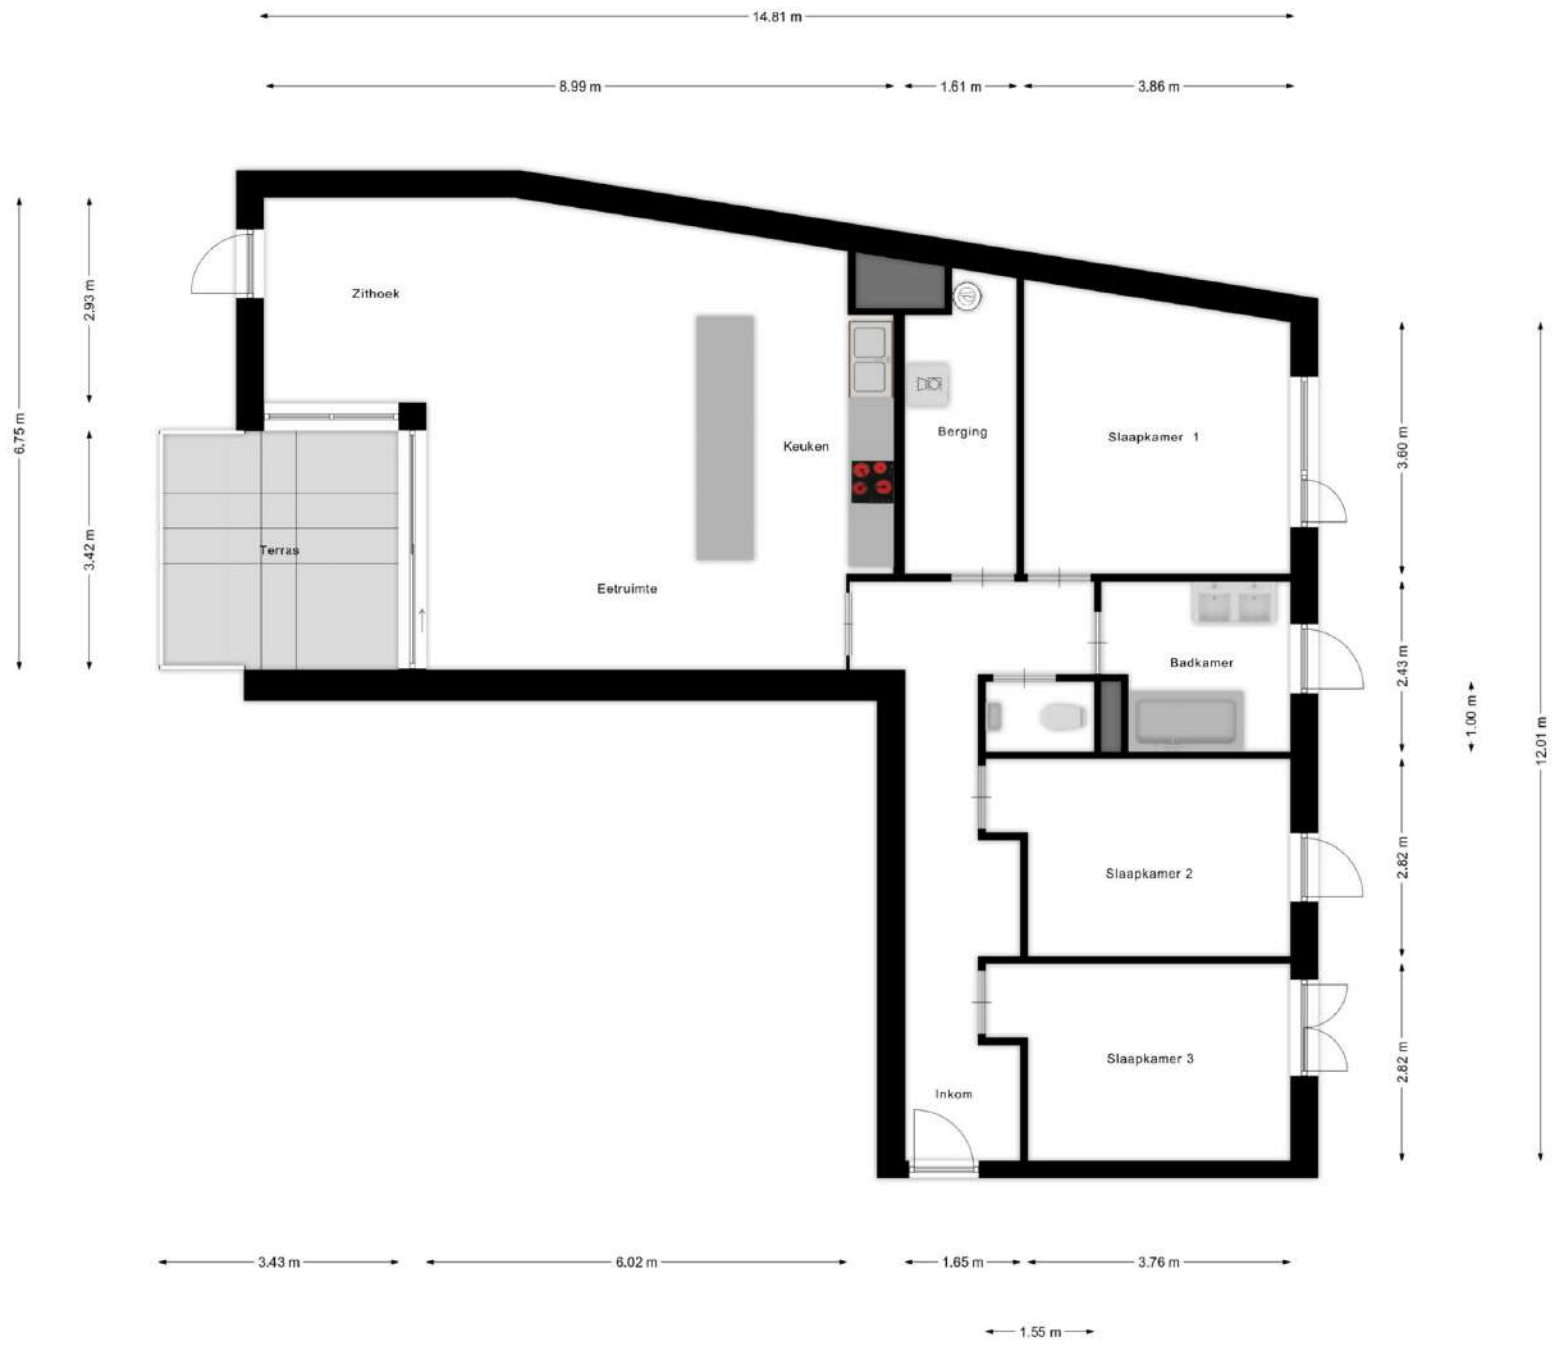 14.81 m
8.99 m
1.61 m
3.86 m
Zithoek
2.93 m
6.75 m
Keuken
Berging
Slaapkamer 1
3.60 m
Terras
3.42 m
Eetruimte
Badkamer
2.43 m
1.00 m
12.01 m
Slaapkamer 2
2.82 m
Slaapkamer 3
2.82 m
Inkom
3.43 m
6.02 m
1.65 m
3.76 m
1.55 m